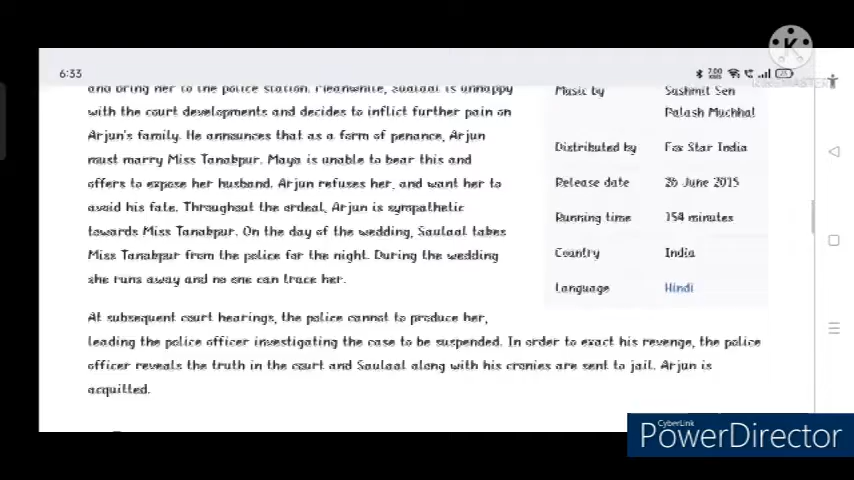 6:33
7.00
and bring her to the police station. Meanwhile, Sualaal is unhappy
with the court developments and decides to inflict further pain on
Arjun's family. He announces that as a form of penance, Arjun
must marry Miss Tanakpur. Maya is unable to bear this and
offers to expose her husband. Arjun refuses her, and want her to
avoid his fate. Throughout the ordeal, Arjun is sympathetic
towards Miss Tanakpur. On the day of the wedding, Saulaal takes
Miss Tanakpur from the police for the night. During the wedding
she runs away and no one can trace her.
Music by Sushmit Sen
Palash Muchhal
Distributed by Fox Star India
Release date 26 June 2015
Running time 154 minutes
Country India
Language Hindi
At subsequent court hearings, the police cannot to produce her,
leading the police officer investigating the case to be suspended. In order to exact his revenge, the police
officer reveals the truth in the court and Saulaal along with his cronies are sent to jail. Arjun is
acquitted.
K
CyberLink
PowerDirector